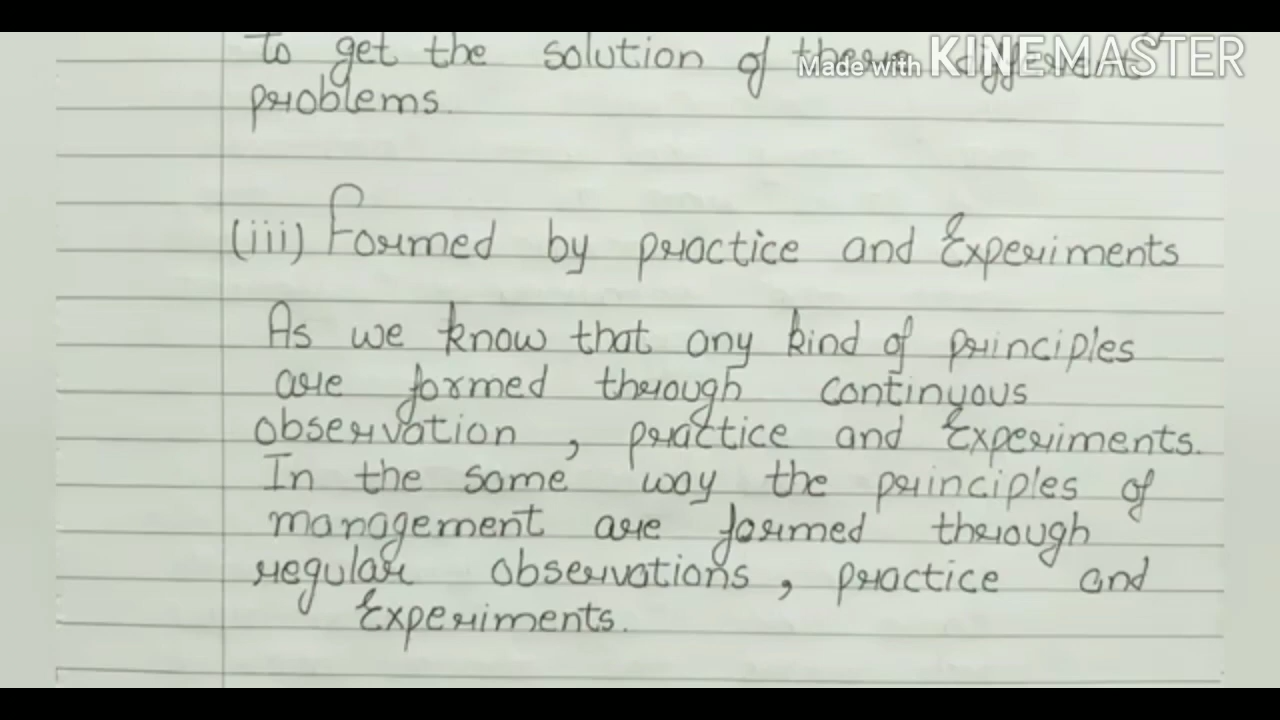 to get the solution of different
Made with KINEMASTER
problems.
(iii) Formed by practice and Experiments
As we know that any kind of principles
are formed through continuous
observation, practice and Experiments.
In the same way the principles of
management are formed through
regular observations, practice and
Experiments.